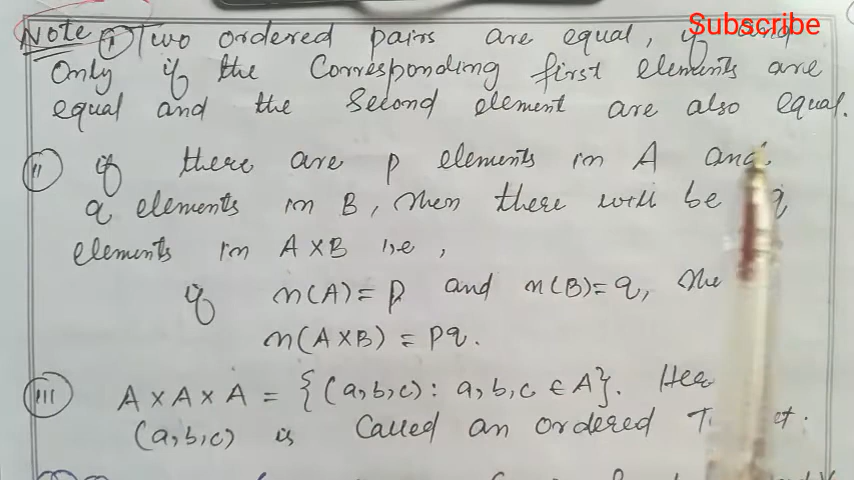 Subscribe
Note (i) Two ordered pairs are equal, if and
Only if the Corresponding first elements are
equal and the Second element are also equal.
(ii) if there are p elements in A and
q elements in B, then there will be q
elements in A×B i.e,
if n(A)= p and n(B)= q, the
n(A×B) = pq.
(iii) A × A × A = {(a,b,c): a,b,c ∈ A}. Here
(a,b,c) is Called an ordered